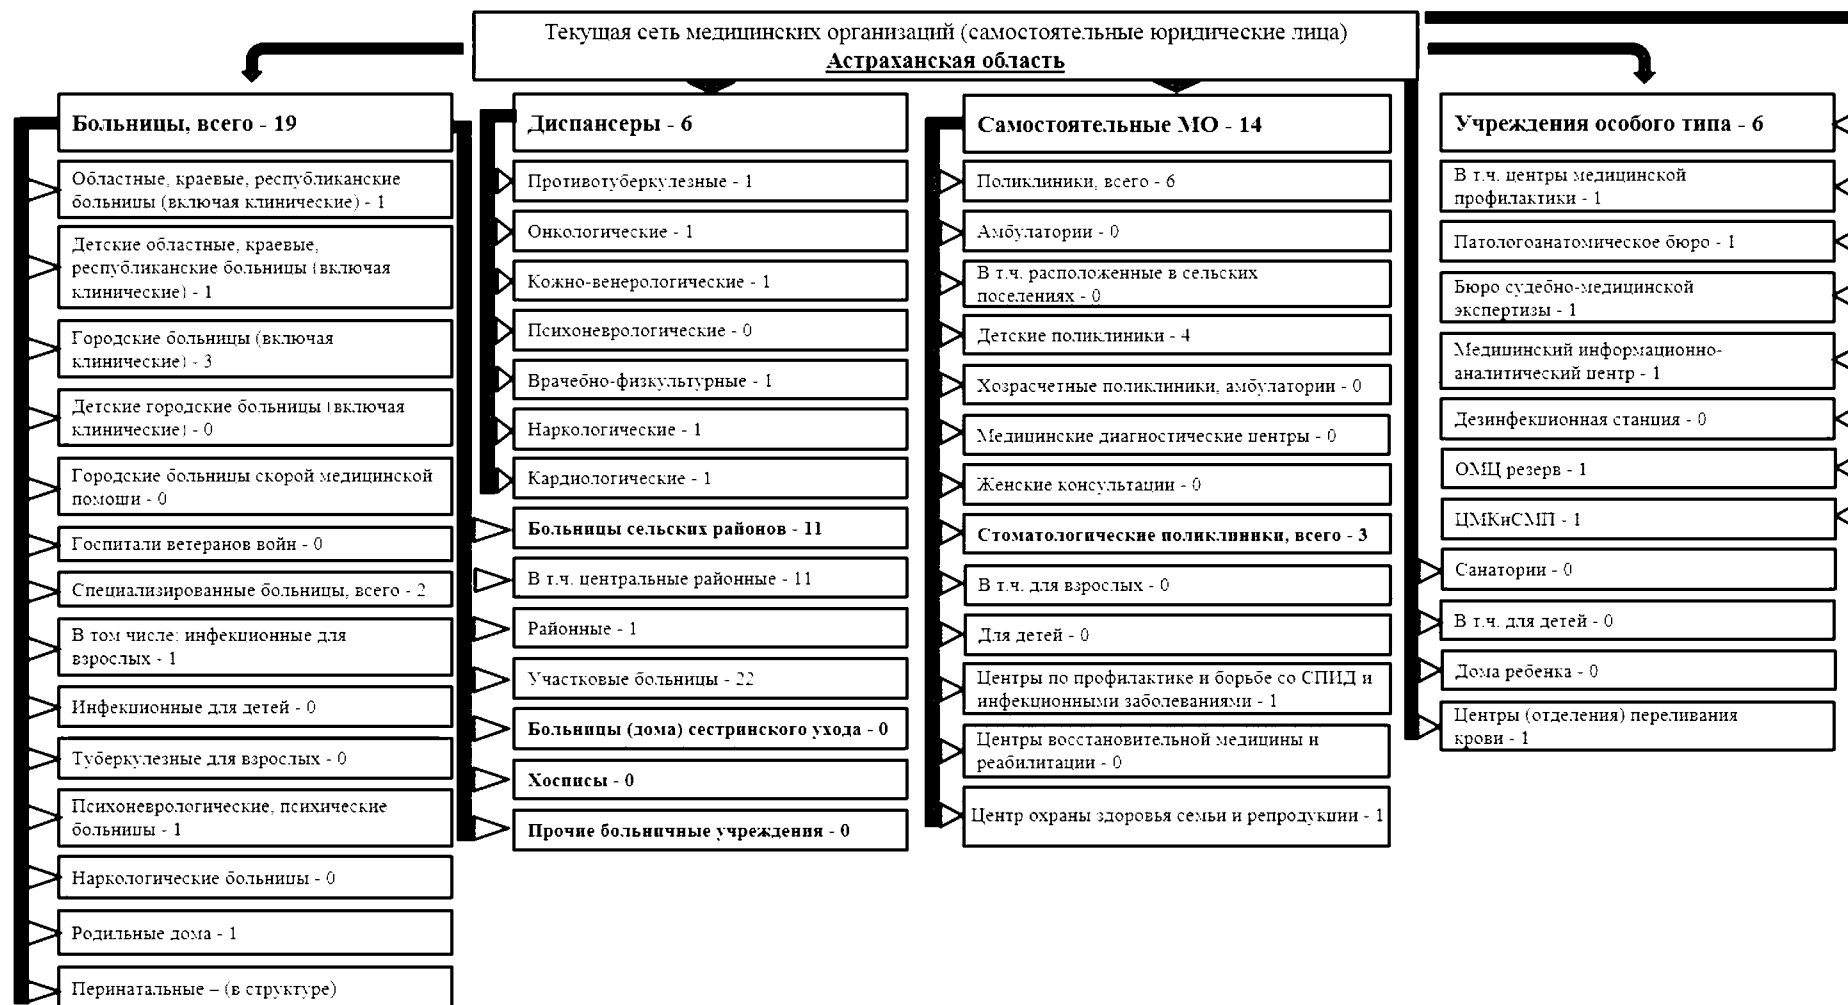 Текущая сеть медицинских организаций (самостоятельные юридические лица)
Астраханская область
Больницы, всего - 19
Областные, краевые, республиканские
больницы (включая клинические) - 1
Детские областные, краевые,
республиканские больницы (включая
клинические) - 1
Городские больницы (включая
клинические) - 3
Детские городские больницы (включая
клинические) - 0
Городские больницы скорой медицинской
помощи - 0
Госпитали ветеранов войн - 0
Специализированные больницы, всего - 2
В том числе: инфекционные для
взрослых - 1
Инфекционные для детей - 0
Туберкулезные для взрослых - 0
Психоневрологические, психические
больницы - 1
Наркологические больницы - 0
Родильные дома - 1
Перинатальные – (в структуре)
Диспансеры - 6
Противотуберкулезные - 1
Онкологические - 1
Кожно-венерологические - 1
Психоневрологические - 0
Врачебно-физкультурные - 1
Наркологические - 1
Кардиологические - 1
Больницы сельских районов - 11
В т.ч. центральные районные - 11
Районные - 1
Участковые больницы - 22
Больницы (дома) сестринского ухода - 0
Хосписы - 0
Прочие больничные учреждения - 0
Самостоятельные МО - 14
Поликлиники, всего - 6
Амбулатории - 0
В т.ч. расположенные в сельских
поселениях - 0
Детские поликлиники - 4
Хозрасчетные поликлиники, амбулатории - 0
Медицинские диагностические центры - 0
Женские консультации - 0
Стоматологические поликлиники, всего - 3
В т.ч. для взрослых - 0
Для детей - 0
Центры по профилактике и борьбе со СПИД и
инфекционными заболеваниями - 1
Центры восстановительной медицины и
реабилитации - 0
Центр охраны здоровья семьи и репродукции - 1
Учреждения особого типа - 6
В т.ч. центры медицинской
профилактики - 1
Патологоанатомическое бюро - 1
Бюро судебно-медицинской
экспертизы - 1
Медицинский информационно-
аналитический центр - 1
Дезинфекционная станция - 0
ОМЦ резерв - 1
ЦМКиСМП - 1
Санатории - 0
В т.ч. для детей - 0
Дома ребенка - 0
Центры (отделения) переливания
крови - 1